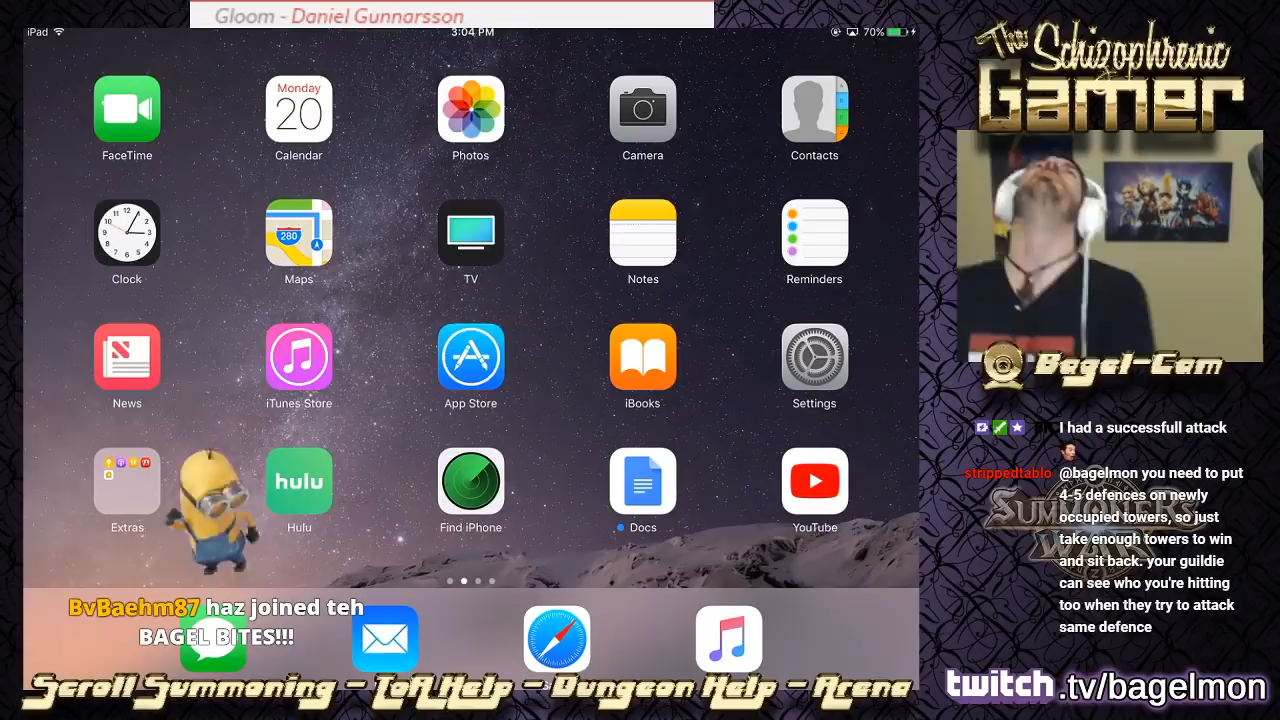 Gloom - Daniel Gunnarsson
iPad
3:04 PM
70%
FaceTime
Monday
20
Calendar
Photos
Camera
Contacts
Clock
280
Maps
TV
Notes
Reminders
News
iTunes Store
App Store
iBooks
Settings
Extras
hulu
Hulu
Find iPhone
Docs
YouTube
BvBaehm87 haz joined teh
BAGEL BITES!!!
Scroll Summoning - ToA Help - Dungeon Help - Arena
The
Schizophrenic
Gamer
Bagel-Cam
I had a successfull attack
strippedtablo @bagelmon you need to put
4-5 defences on newly
occupied towers, so just
take enough towers to win
and sit back. your guildie
can see who you're hitting
too when they try to attack
same defence
Summoners
War
twitch.tv/bagelmon